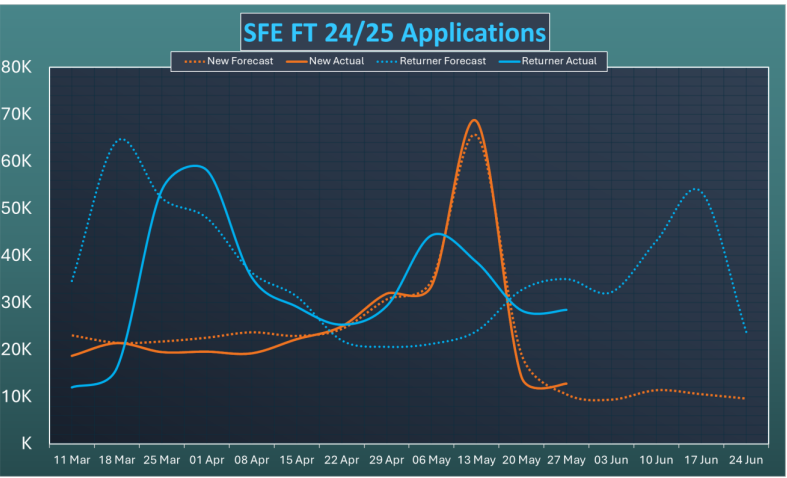 SFE FT 24/25 Applications
New Forecast New Actual Returner Forecast Returner Actual
80K
70K
60K
50K
40K
30K
20K
10K
K
11 Mar 18 Mar 25 Mar 01 Apr 08 Apr 15 Apr 22 Apr 29 Apr 06 May 13 May 20 May 27 May 03 Jun 10 Jun 17 Jun 24 Jun